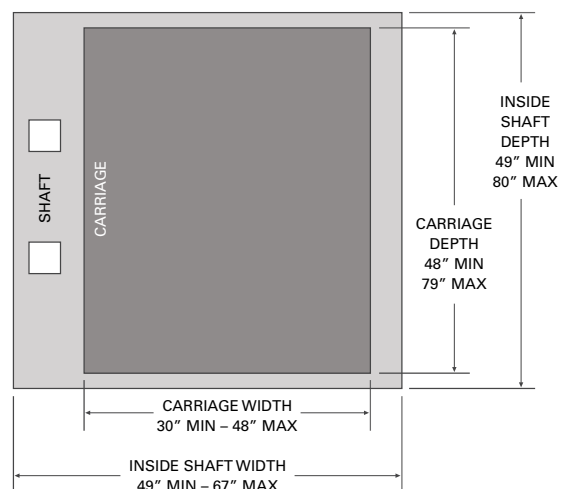 INSIDE
SHAFT
DEPTH
49” MIN
80” MAX
SHAFT
CARRIAGE
CARRIAGE
DEPTH
48” MIN
79” MAX
CARRIAGE WIDTH
30” MIN – 48” MAX
INSIDE SHAFT WIDTH
49” MIN – 67” MAX